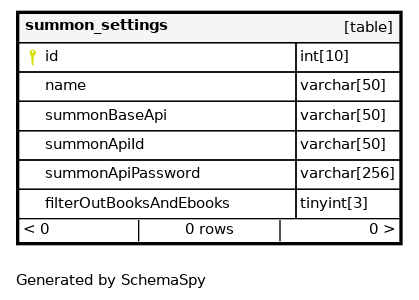 summon_settings [table]
id int[10]
name varchar[50]
summonBaseApi varchar[50]
summonApiId varchar[50]
summonApiPassword varchar[256]
filterOutBooksAndEbooks tinyint[3]
< 0 0 rows 0 >
Generated by SchemaSpy